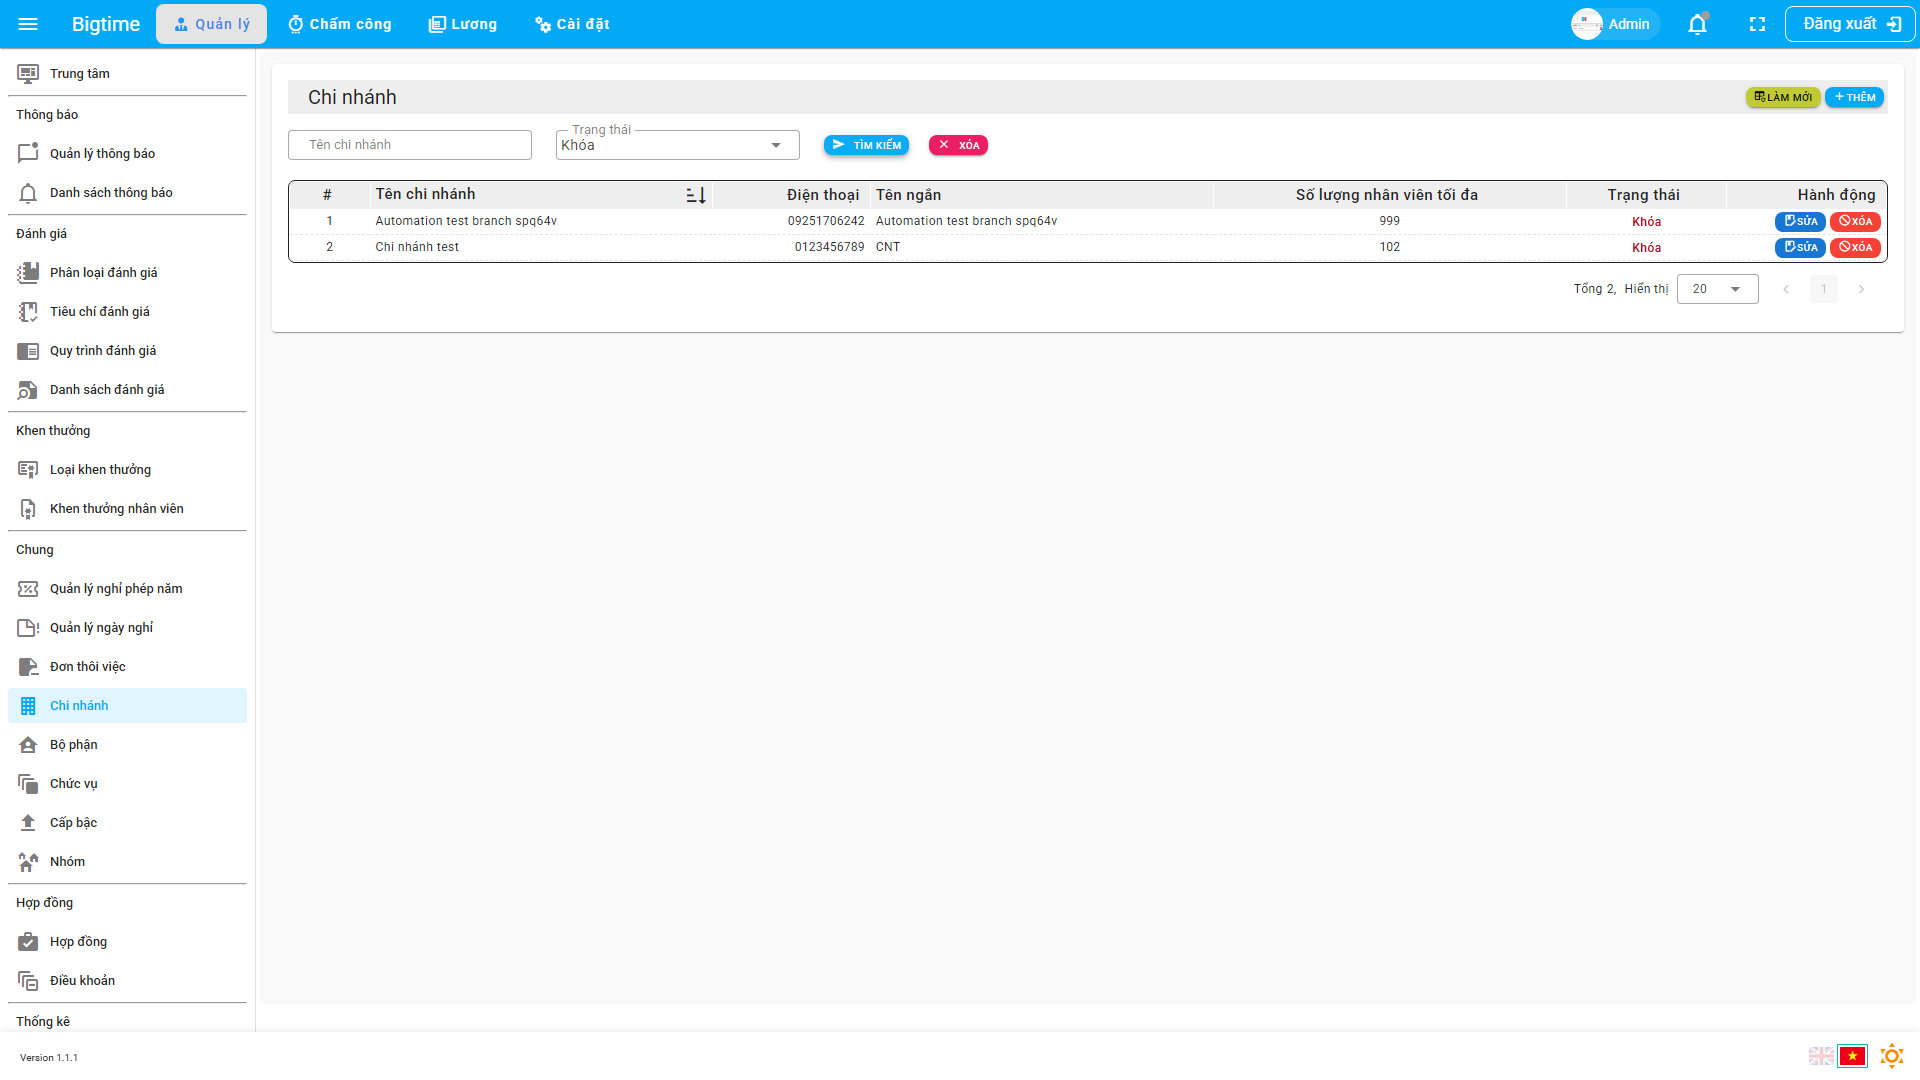 Bigtime Quản lý Chấm công Lương Cài đặt Admin Đăng xuất
Trung tâm
Thông báo
Quản lý thông báo
Danh sách thông báo
Đánh giá
Phân loại đánh giá
Tiêu chí đánh giá
Quy trình đánh giá
Danh sách đánh giá
Khen thưởng
Loại khen thưởng
Khen thưởng nhân viên
Chung
Quản lý nghỉ phép năm
Quản lý ngày nghỉ
Đơn thôi việc
Chi nhánh
Bộ phận
Chức vụ
Cấp bậc
Nhóm
Hợp đồng
Hợp đồng
Điều khoản
Thống kê
Chi nhánh LÀM MỚI THÊM
Trạng thái
Tên chi nhánh Khóa TÌM KIẾM XÓA
# Tên chi nhánh Điện thoại Tên ngắn Số lượng nhân viên tối đa Trạng thái Hành động
1 Automation test branch spq64v 09251706242 Automation test branch spq64v 999 Khóa SỬA XÓA
2 Chi nhánh test 0123456789 CNT 102 Khóa SỬA XÓA
Tổng 2, Hiển thị 20 1
Version 1.1.1